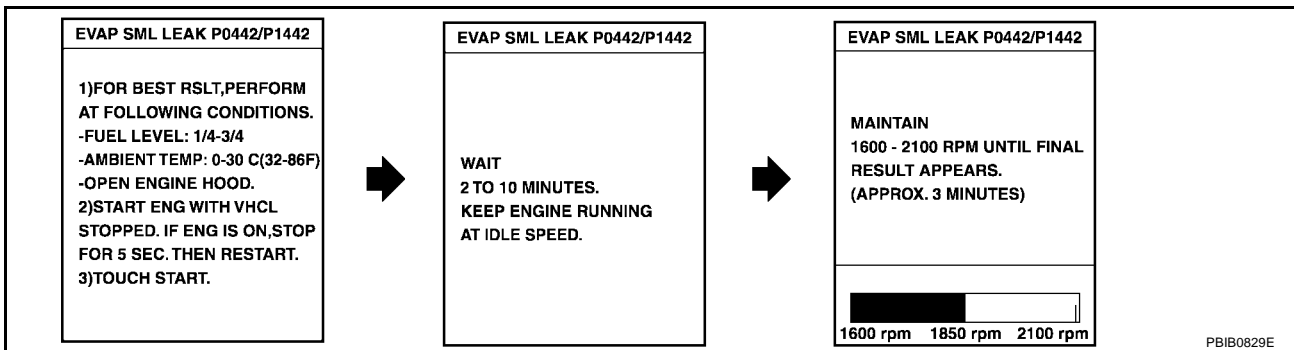 EVAP SML LEAK P0442/P1442
1)FOR BEST RSLT,PERFORM
AT FOLLOWING CONDITIONS.
-FUEL LEVEL: 1/4-3/4
-AMBIENT TEMP: 0-30 C(32-86F)
-OPEN ENGINE HOOD.
2)START ENG WITH VHCL
STOPPED. IF ENG IS ON,STOP
FOR 5 SEC. THEN RESTART.
3)TOUCH START.
EVAP SML LEAK P0442/P1442
WAIT
2 TO 10 MINUTES.
KEEP ENGINE RUNNING
AT IDLE SPEED.
EVAP SML LEAK P0442/P1442
MAINTAIN
1600 - 2100 RPM UNTIL FINAL
RESULT APPEARS.
(APPROX. 3 MINUTES)
1600 rpm 1850 rpm 2100 rpm
PBIB0829E